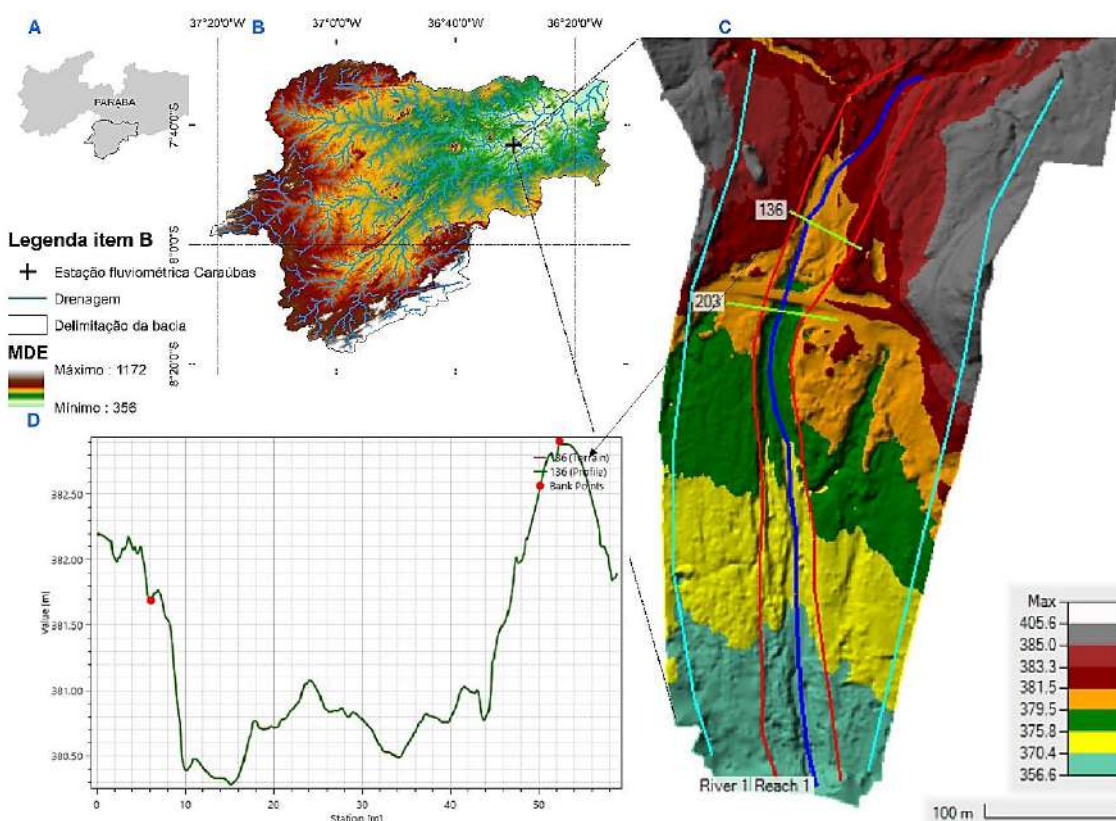 A
PARAÍBA
B
37°20'0"W
37°0'0"W
36°40'0"W
36°20'0"W
7°40'0"S
8°0'0"S
8°20'0"S
Legenda item B
Estação fluviométrica Caraúbas
Drenagem
Delimitação da bacia
MDE
Máximo : 1172
Mínimo : 356
C
136
203
River 1 Reach 1
Max
405.6
385.0
383.3
381.5
379.5
375.8
370.4
356.6
100 m
D
Value [m]
382.50
382.00
381.50
381.00
380.50
136 (Terrain)
136 (Profile)
Bank Points
0
10
20
30
40
50
Station [m]